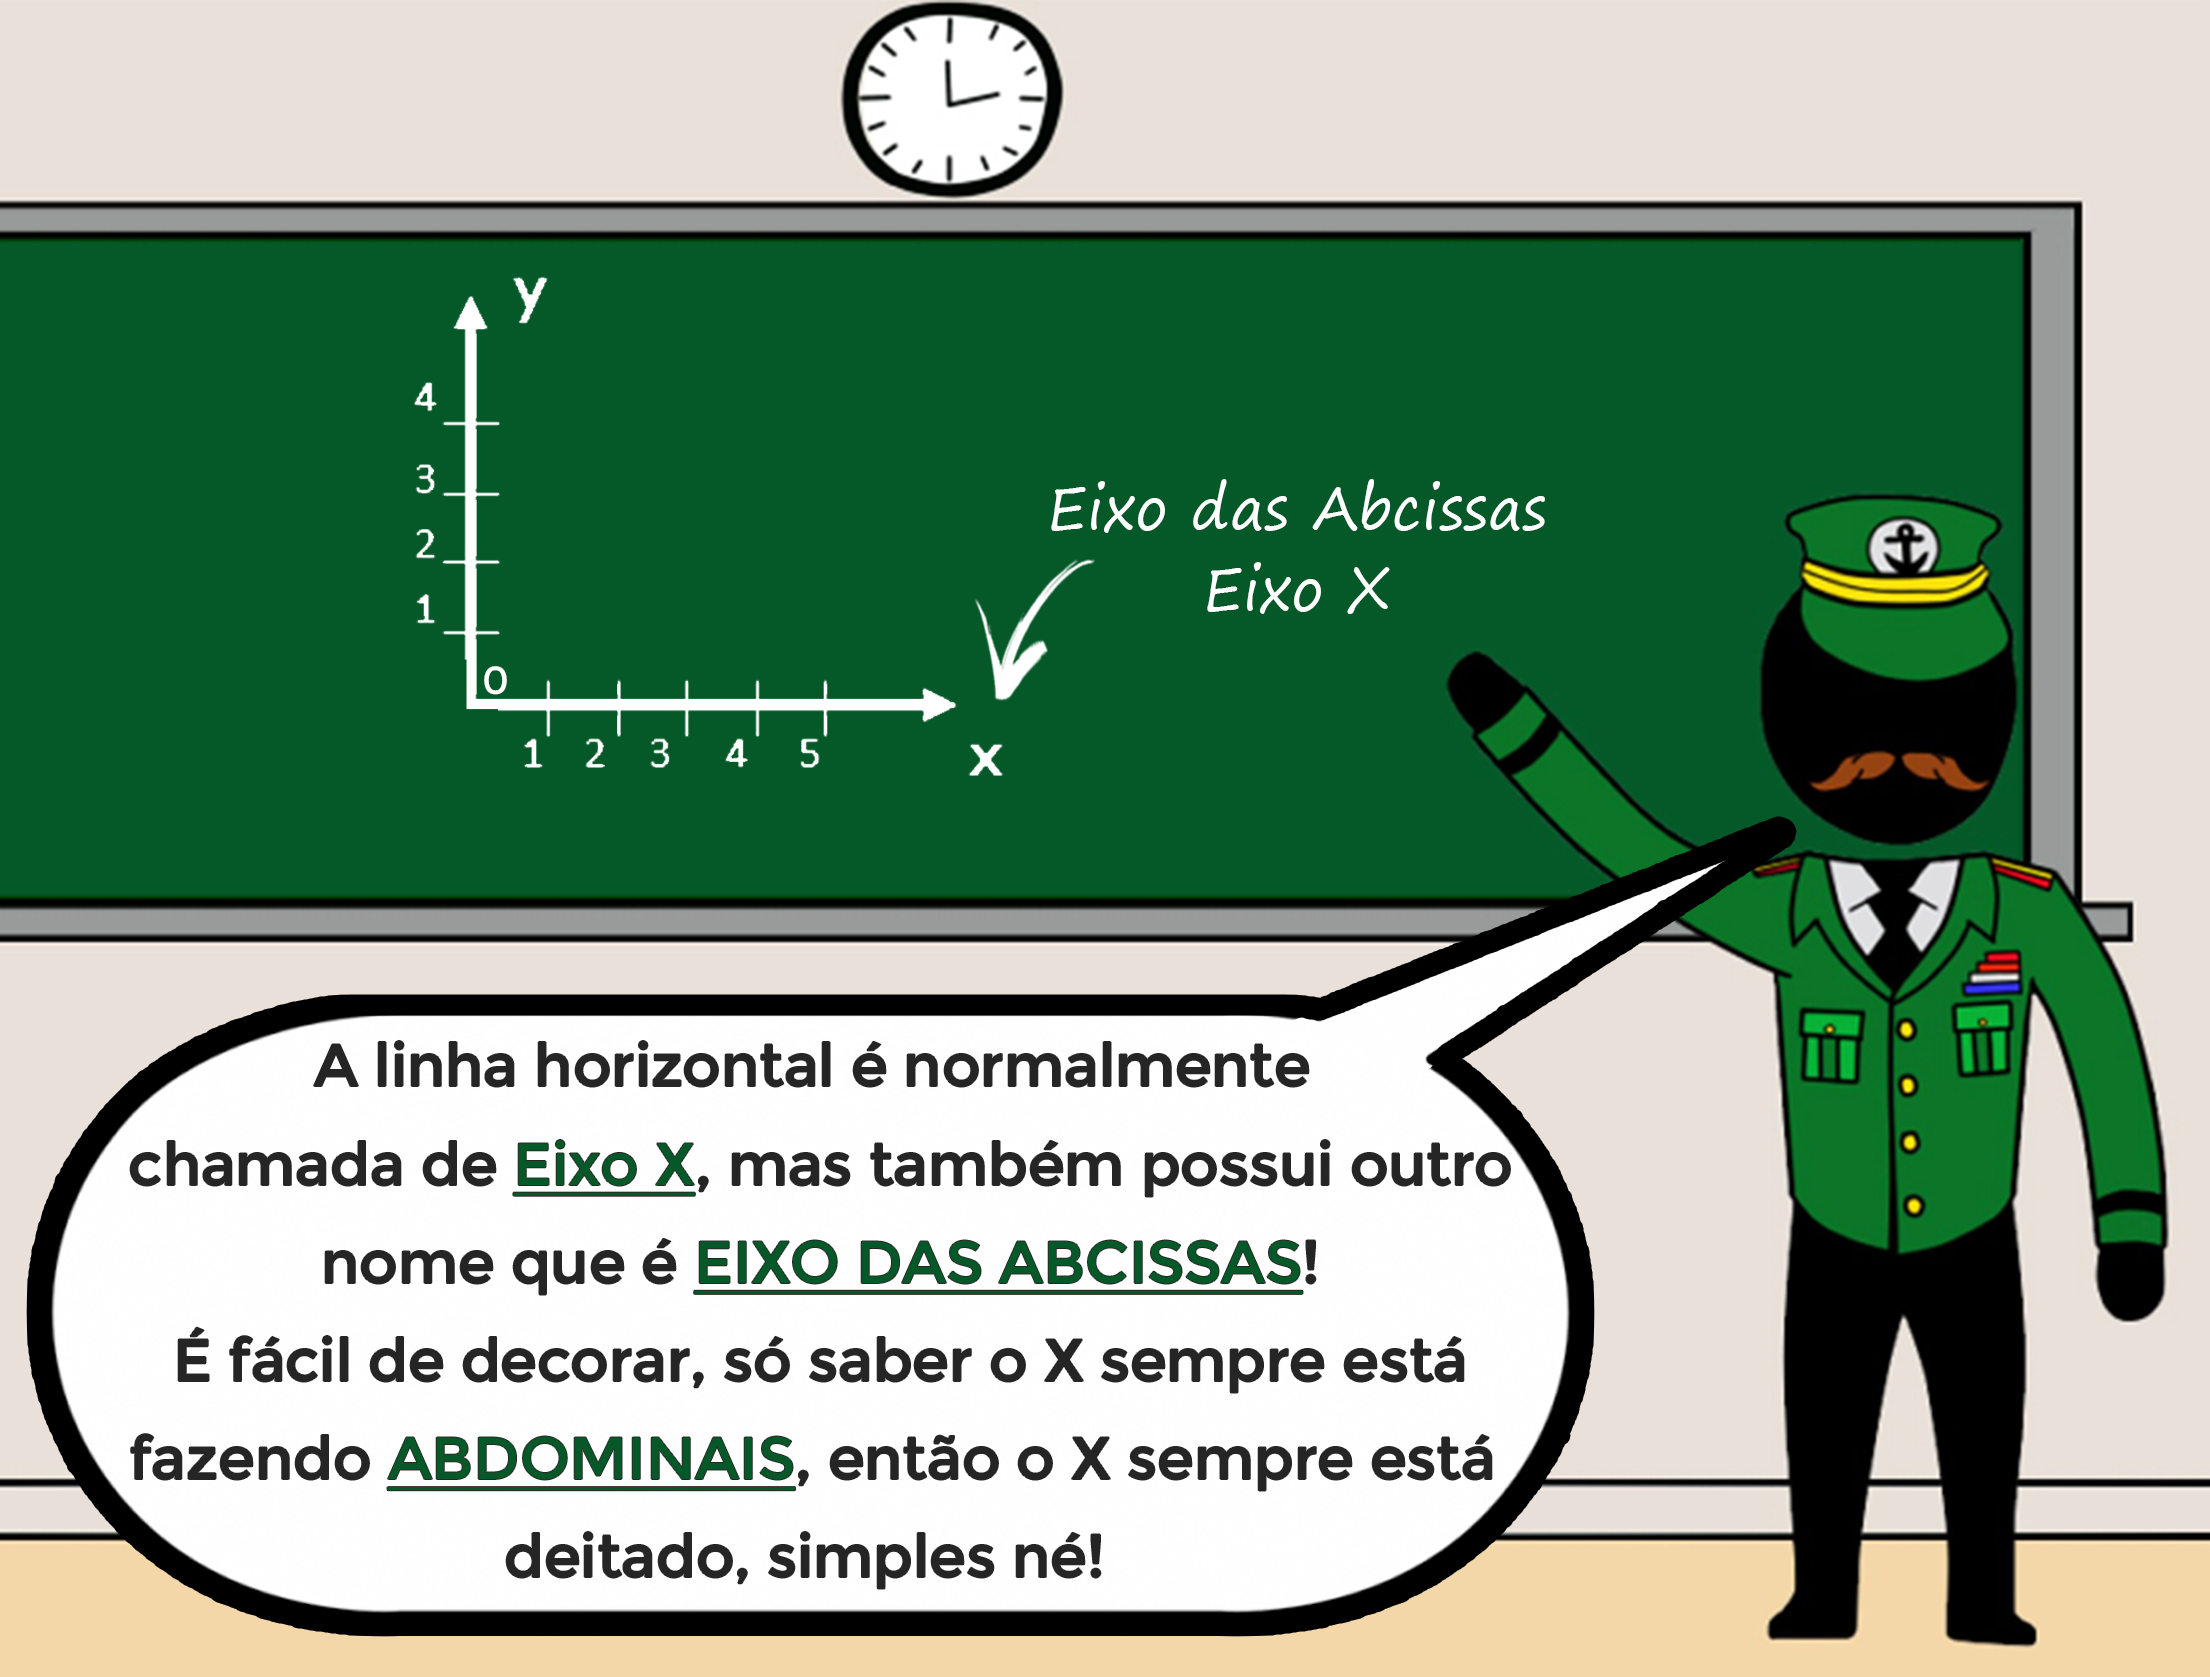 y
4
3
2
1
0
1 2 3 4 5
x
Eixo das Abcissas
Eixo X
A linha horizontal é normalmente
chamada de Eixo X, mas também possui outro
nome que é EIXO DAS ABCISSAS!
É fácil de decorar, só saber o X sempre está
fazendo ABDOMINAIS, então o X sempre está
deitado, simples né!